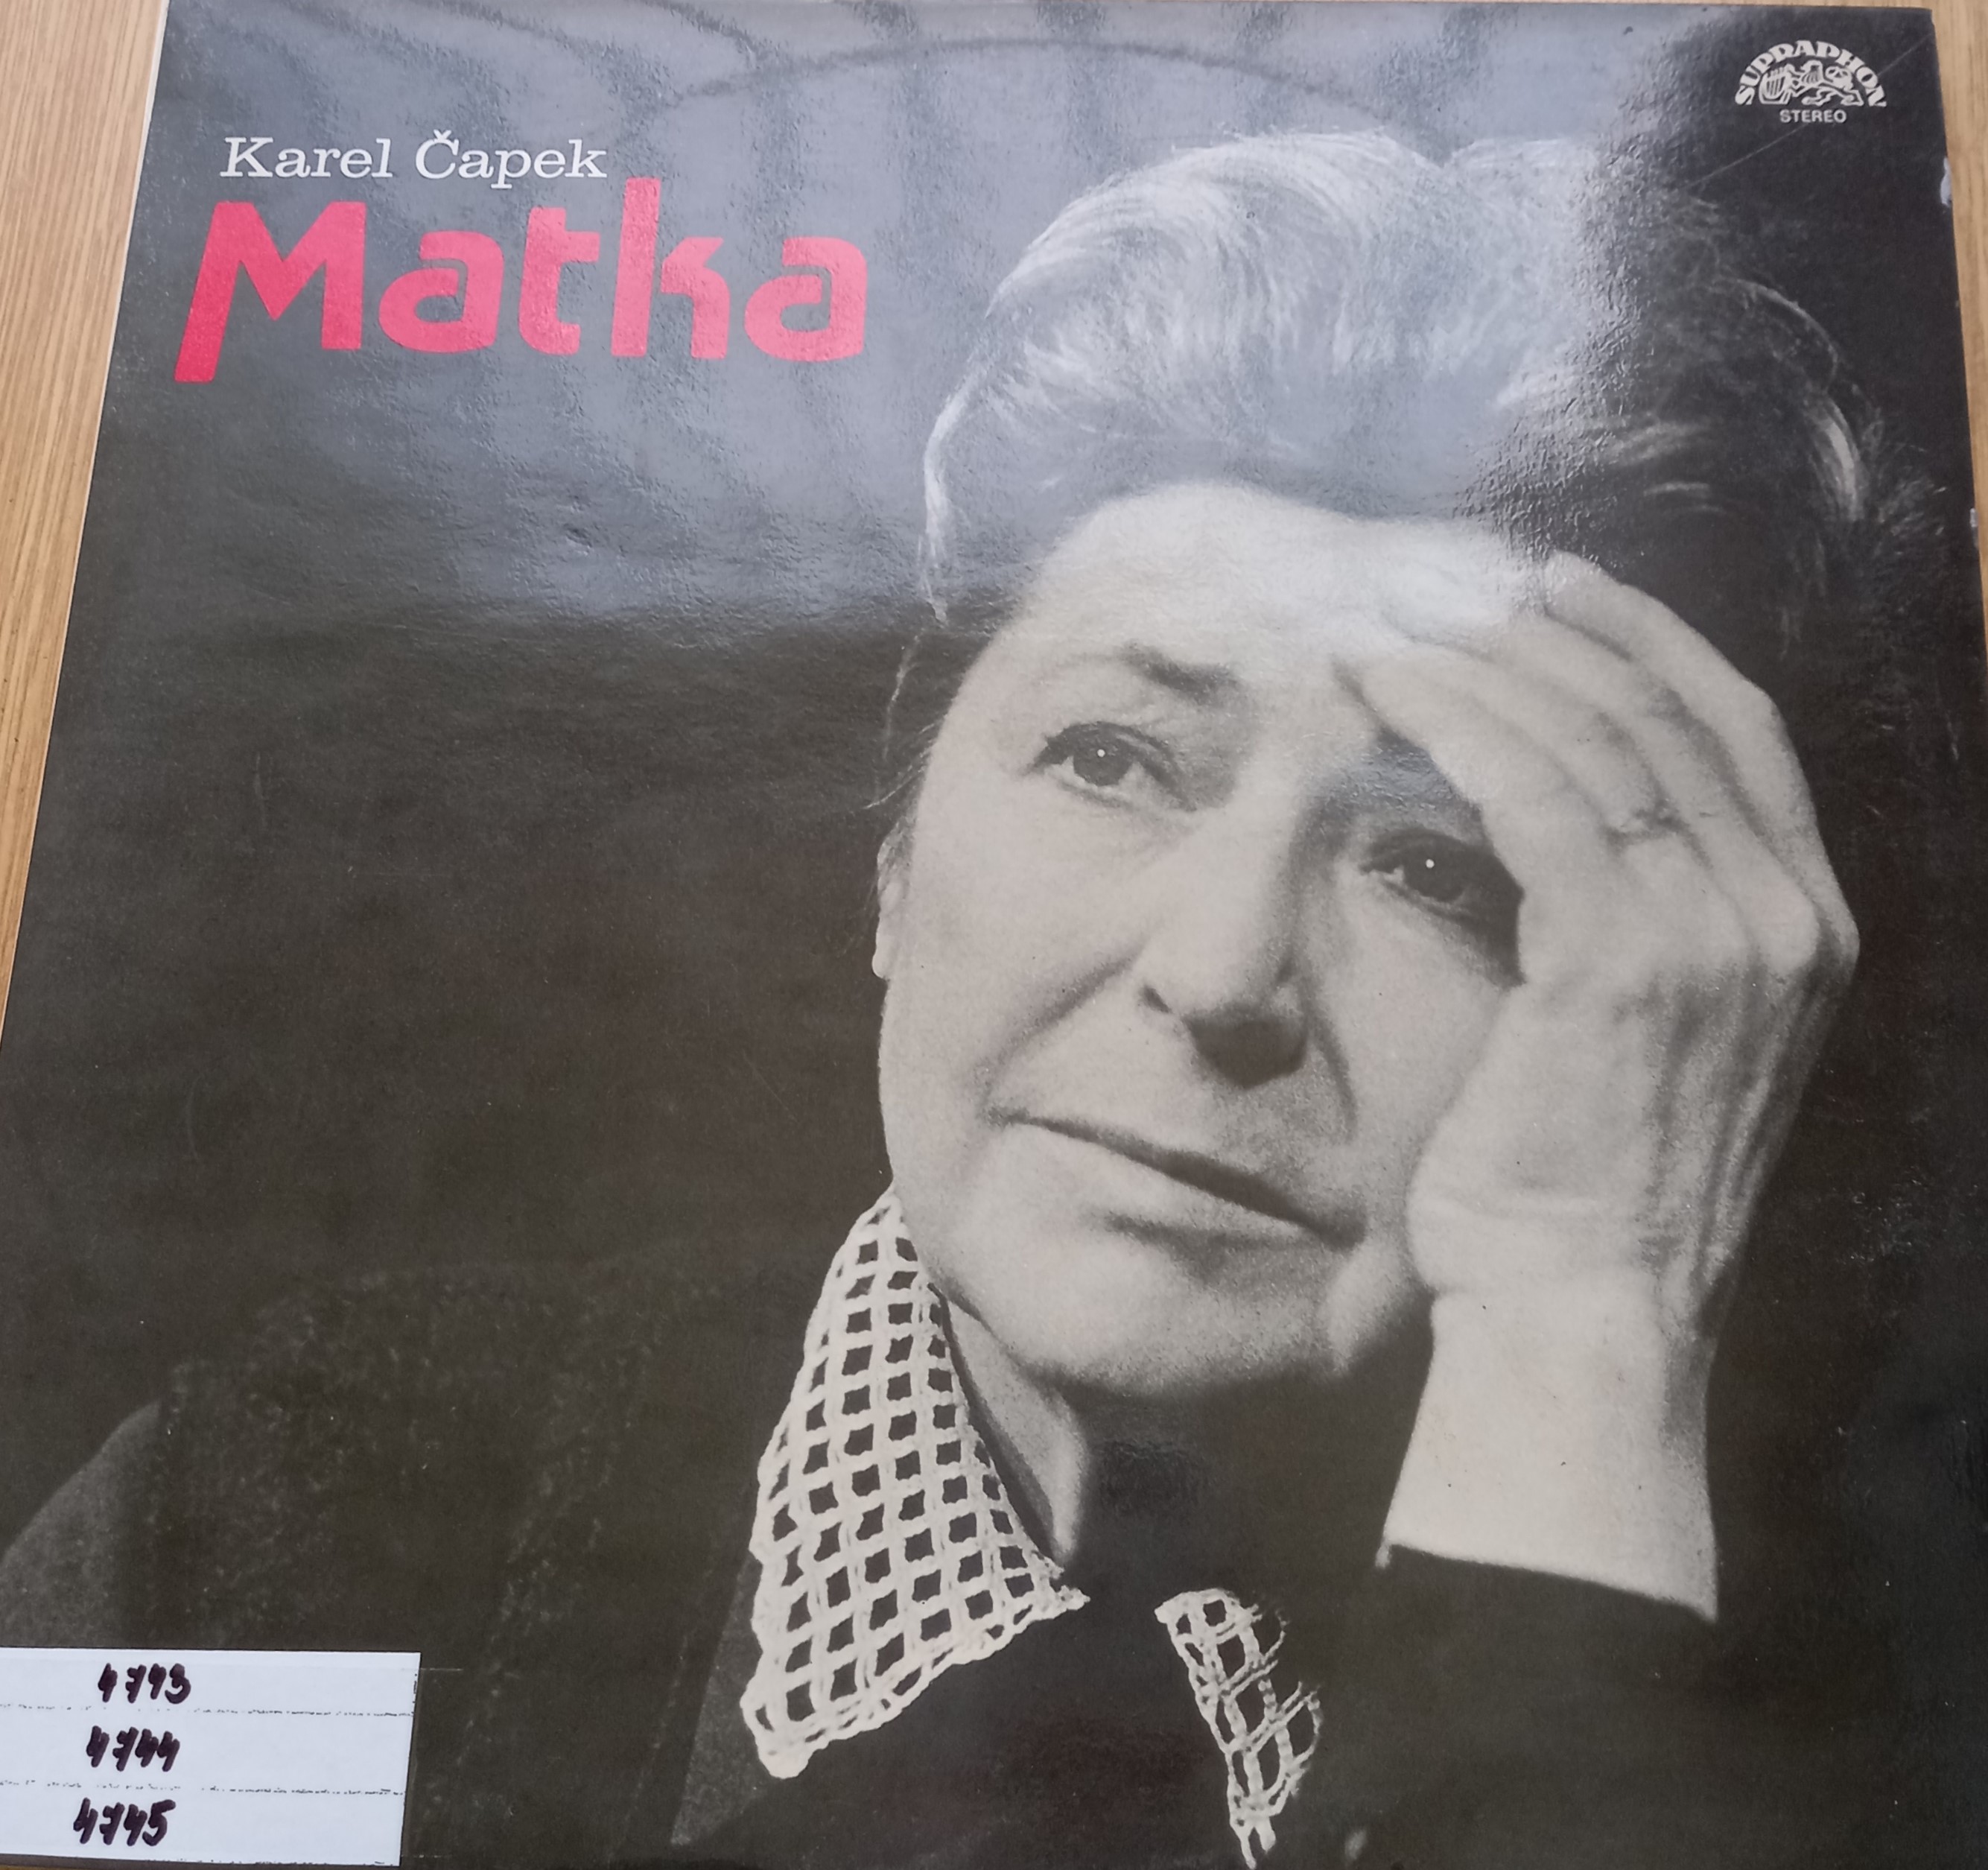 SUPRAPHON
STEREO
Karel Čapek
Matka
4743
4744
4745